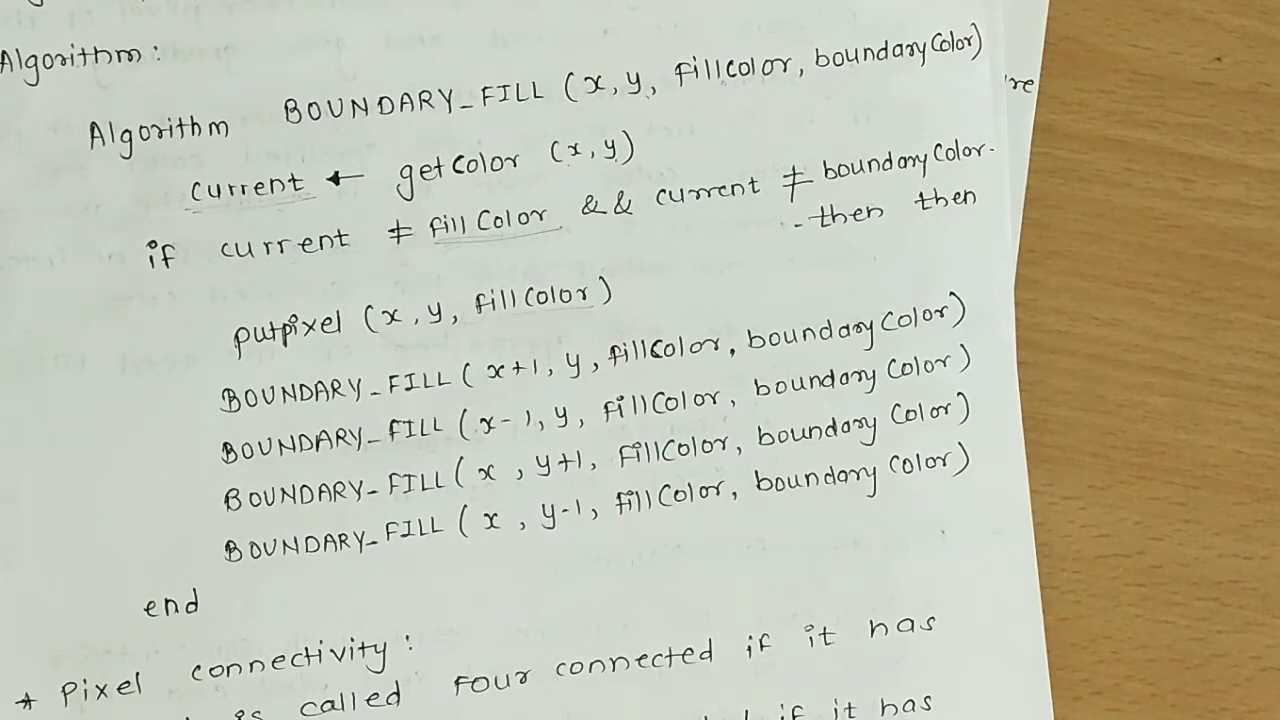 Algorithm:
Algorithm BOUNDARY_FILL (x, y, fillcolor, boundary Color)
're
current ← getColor (x, y)
if current ≠ fill Color && current ≠ boundary Color.
- then then
putpixel (x, y, fillColor)
BOUNDARY_FILL (x+1, y, fillColor, boundary Color)
BOUNDARY_FILL (x-1, y, fillColor, boundary Color)
BOUNDARY_FILL (x, y+1, fillColor, boundary Color)
BOUNDARY_FILL (x, y-1, fillColor, boundary Color)
end
* Pixel connectivity:
is called Four connected if it has
if it has